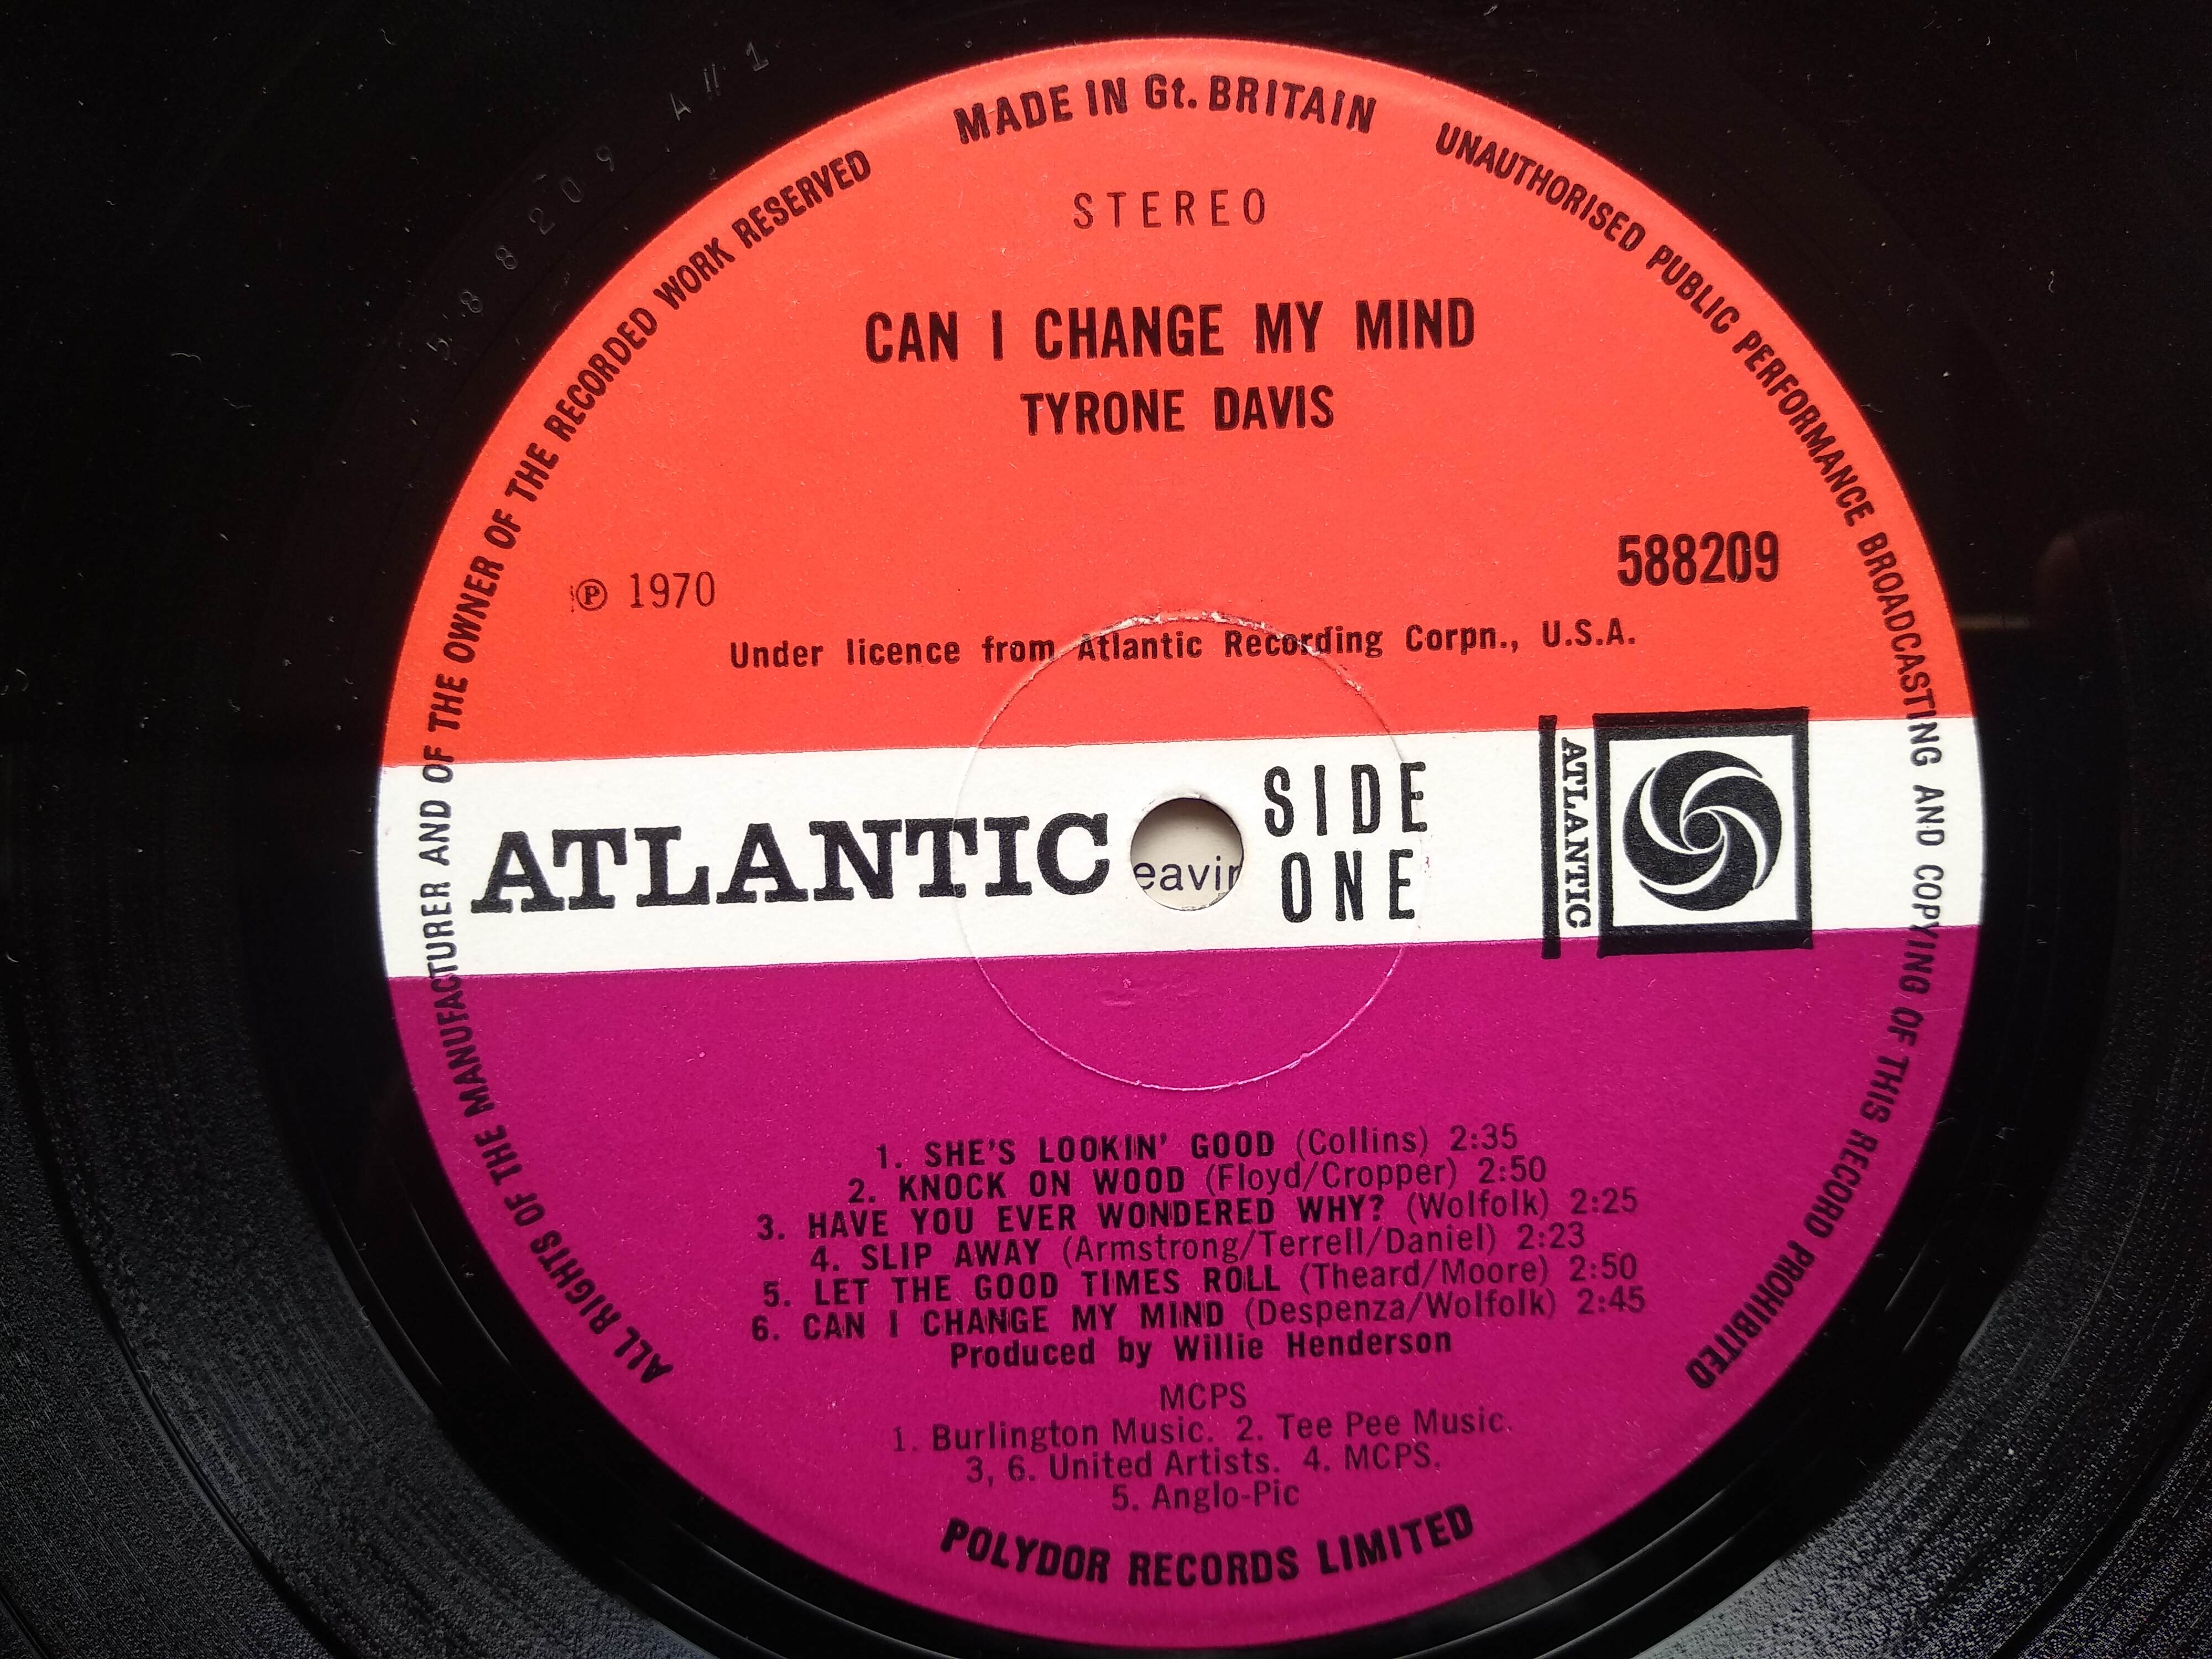 588209 A//1
MADE IN Gt. BRITAIN
UNAUTHORISED PUBLIC PERFORMANCE BROADCASTING AND COPYING OF THIS RECORD PROHIBITED
ALL RIGHTS OF THE MANUFACTURER AND OF THE OWNER OF THE RECORDED WORK RESERVED
STEREO
CAN I CHANGE MY MIND
TYRONE DAVIS
588209
℗ 1970
Under licence from Atlantic Recording Corpn., U.S.A.
ATLANTIC
eavin
SIDE
ONE
ATLANTIC
1. SHE'S LOOKIN' GOOD (Collins) 2:35
2. KNOCK ON WOOD (Floyd/Cropper) 2:50
3. HAVE YOU EVER WONDERED WHY? (Wolfolk) 2:25
4. SLIP AWAY (Armstrong/Terrell/Daniel) 2:23
5. LET THE GOOD TIMES ROLL (Theard/Moore) 2:50
6. CAN I CHANGE MY MIND (Despenza/Wolfolk) 2:45
Produced by Willie Henderson
MCPS
1. Burlington Music. 2. Tee Pee Music.
3, 6. United Artists. 4. MCPS.
5. Anglo-Pic
POLYDOR RECORDS LIMITED